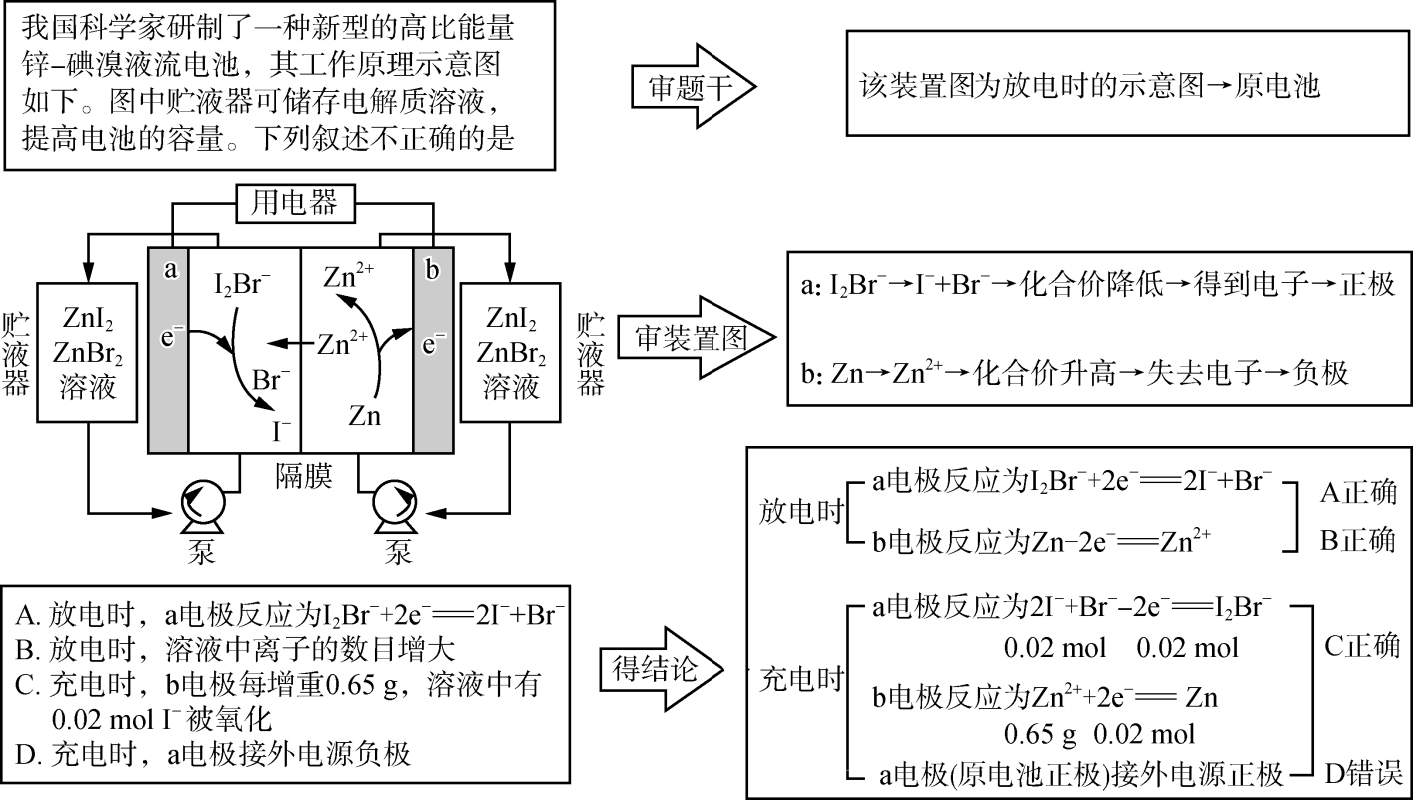 我国科学家研制了一种新型的高比能量
锌-碘溴液流电池，其工作原理示意图
如下。图中贮液器可储存电解质溶液，
提高电池的容量。下列叙述不正确的是
审题干
该装置图为放电时的示意图→原电池
用电器
贮液器
ZnI₂
ZnBr₂
溶液
a
I₂Br⁻
e⁻
Br⁻
I⁻
Zn²⁺
Zn²⁺
Zn
b
e⁻
ZnI₂
ZnBr₂
溶液
贮液器
隔膜
泵
泵
审装置图
a: I₂Br⁻→I⁻+Br⁻→化合价降低→得到电子→正极
b: Zn→Zn²⁺→化合价升高→失去电子→负极
A. 放电时，a电极反应为I₂Br⁻+2e⁻══2I⁻+Br⁻
B. 放电时，溶液中离子的数目增大
C. 充电时，b电极每增重0.65 g，溶液中有
0.02 mol I⁻被氧化
D. 充电时，a电极接外电源负极
得结论
放电时
a电极反应为I₂Br⁻+2e⁻══2I⁻+Br⁻
b电极反应为Zn-2e⁻══Zn²⁺
A正确
B正确
充电时
a电极反应为2I⁻+Br⁻-2e⁻══I₂Br⁻
0.02 mol 0.02 mol
b电极反应为Zn²⁺+2e⁻══ Zn
0.65 g 0.02 mol
C正确
a电极(原电池正极)接外电源正极
D错误